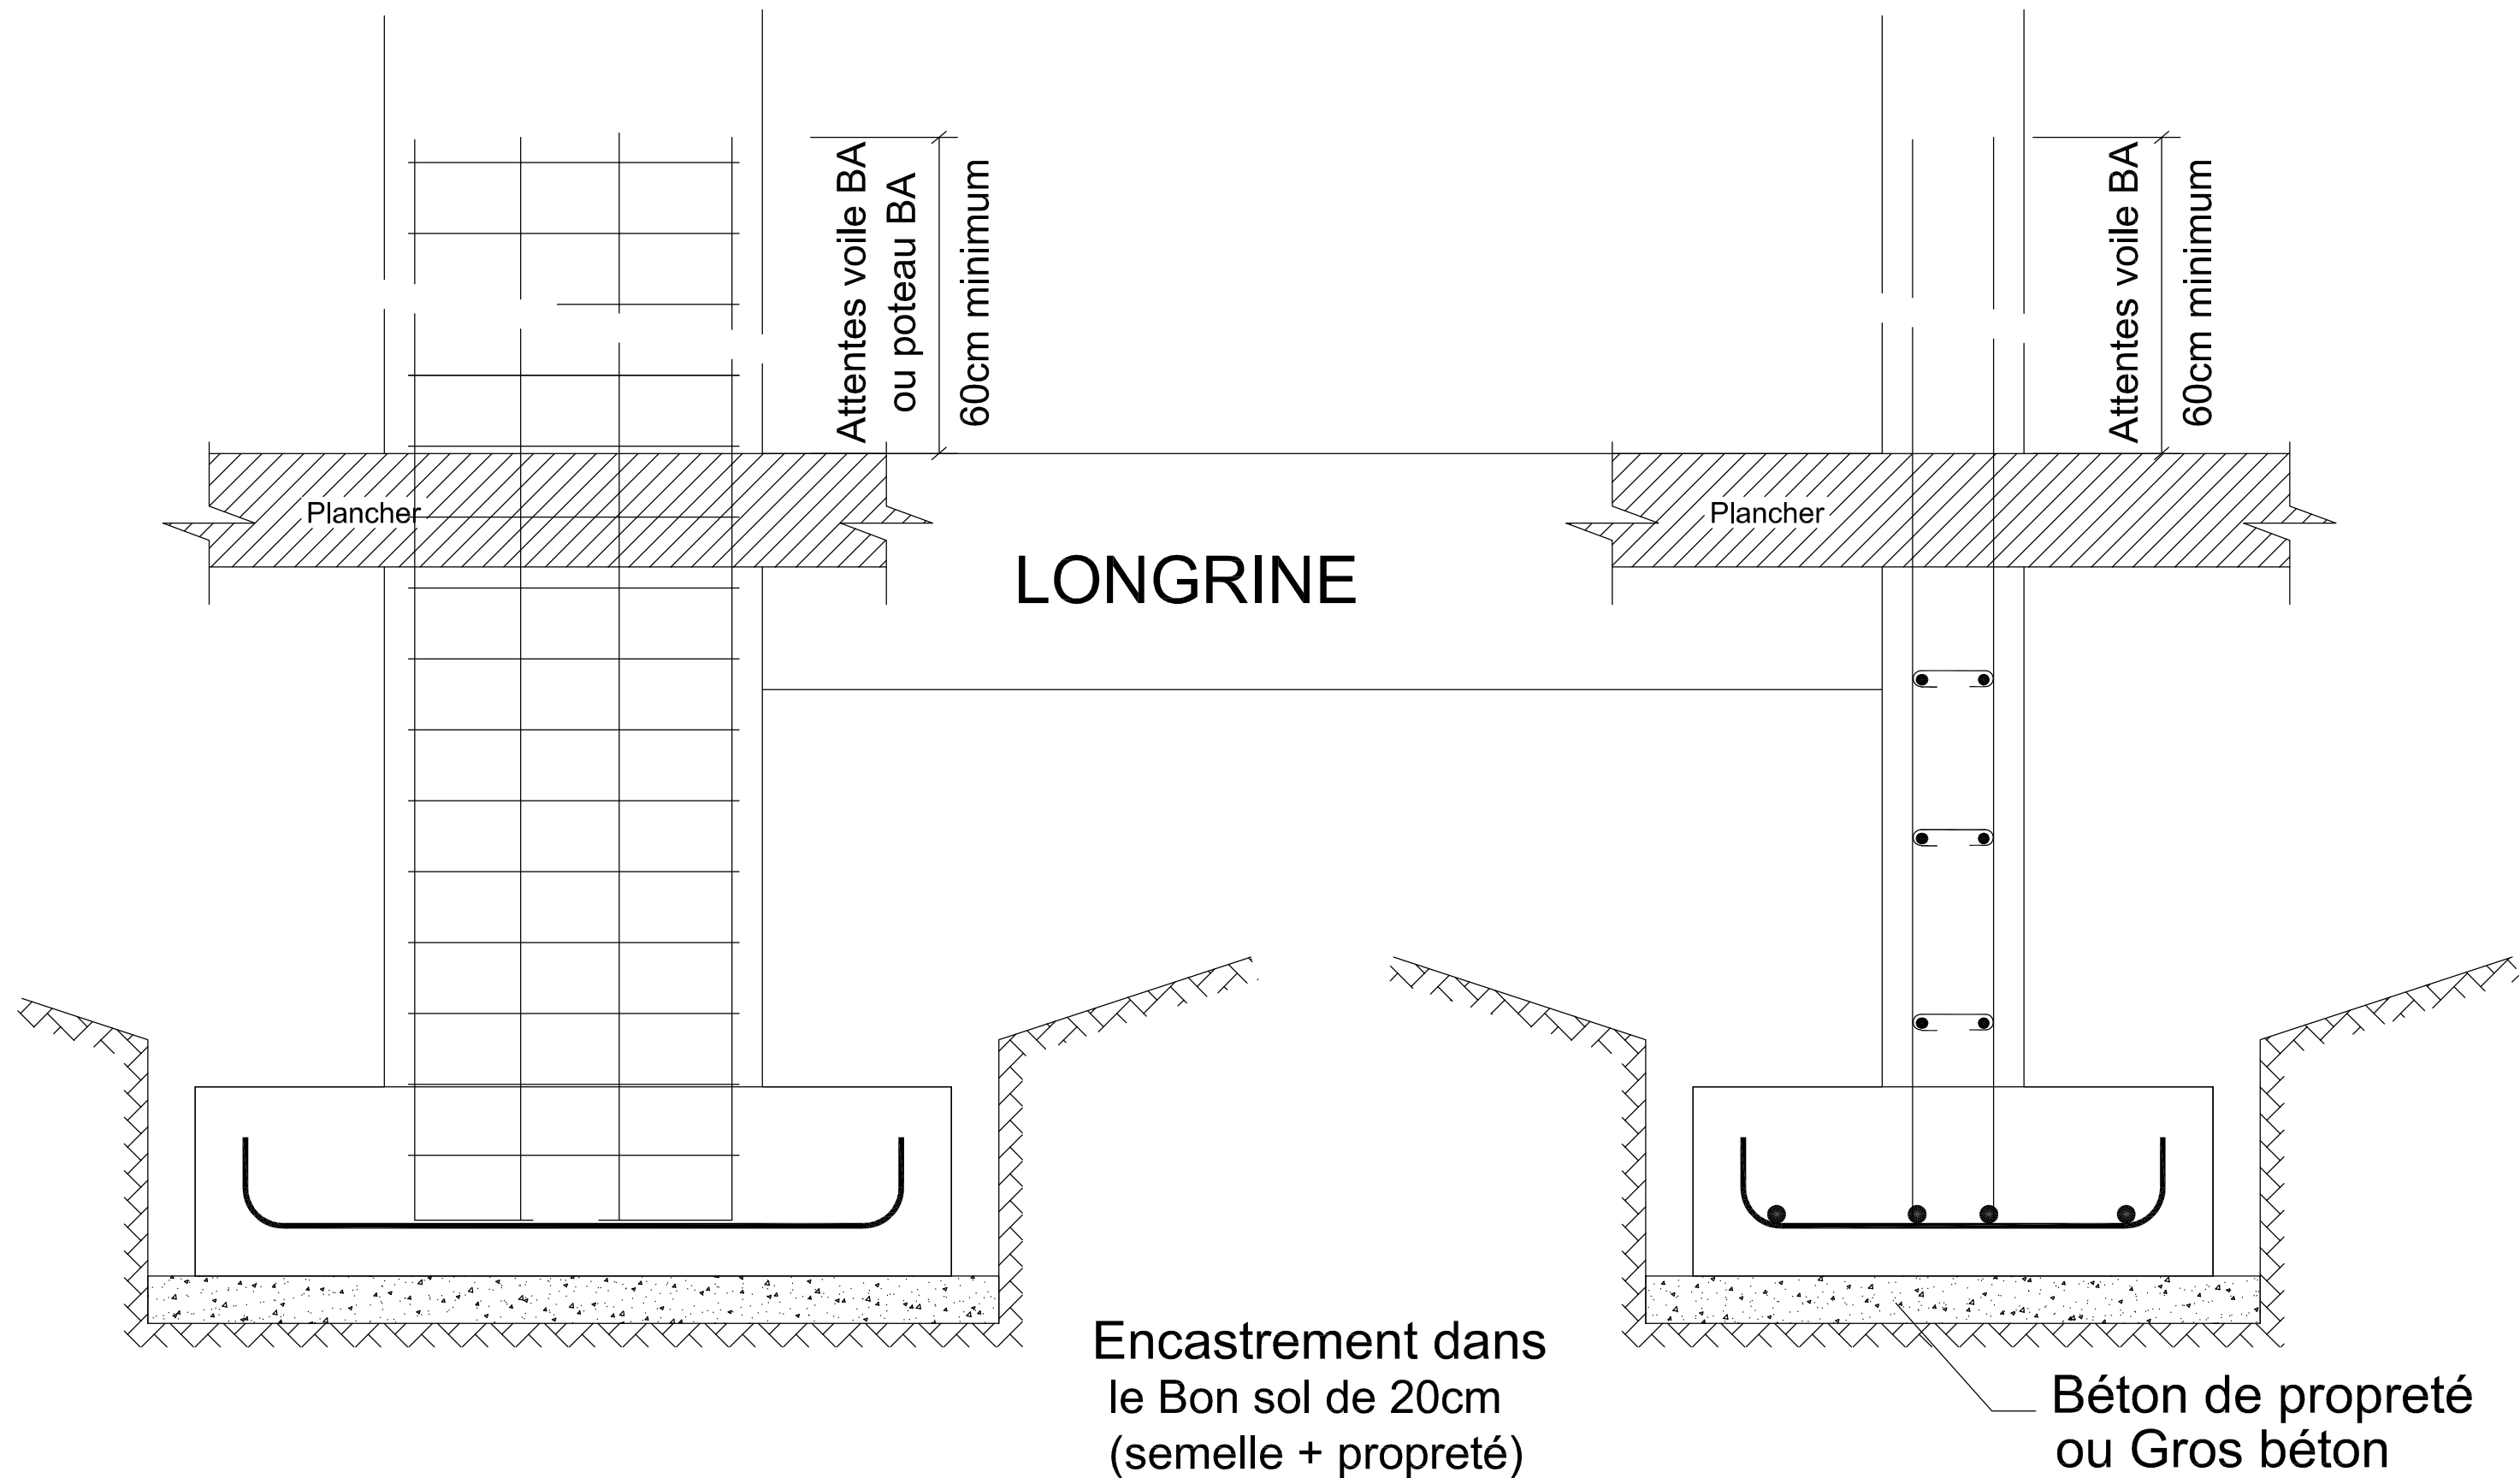 Attentes voile BA
ou poteau BA
60cm minimum
Attentes voile BA
60cm minimum
Plancher
Plancher
LONGRINE
Encastrement dans
le Bon sol de 20cm
(semelle + propreté)
Béton de propreté
ou Gros béton